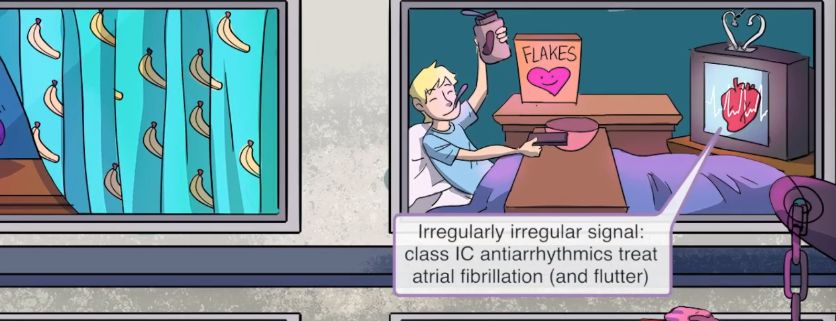 FLAKES
Irregularly irregular signal:
class IC antiarrhythmics treat
atrial fibrillation (and flutter)